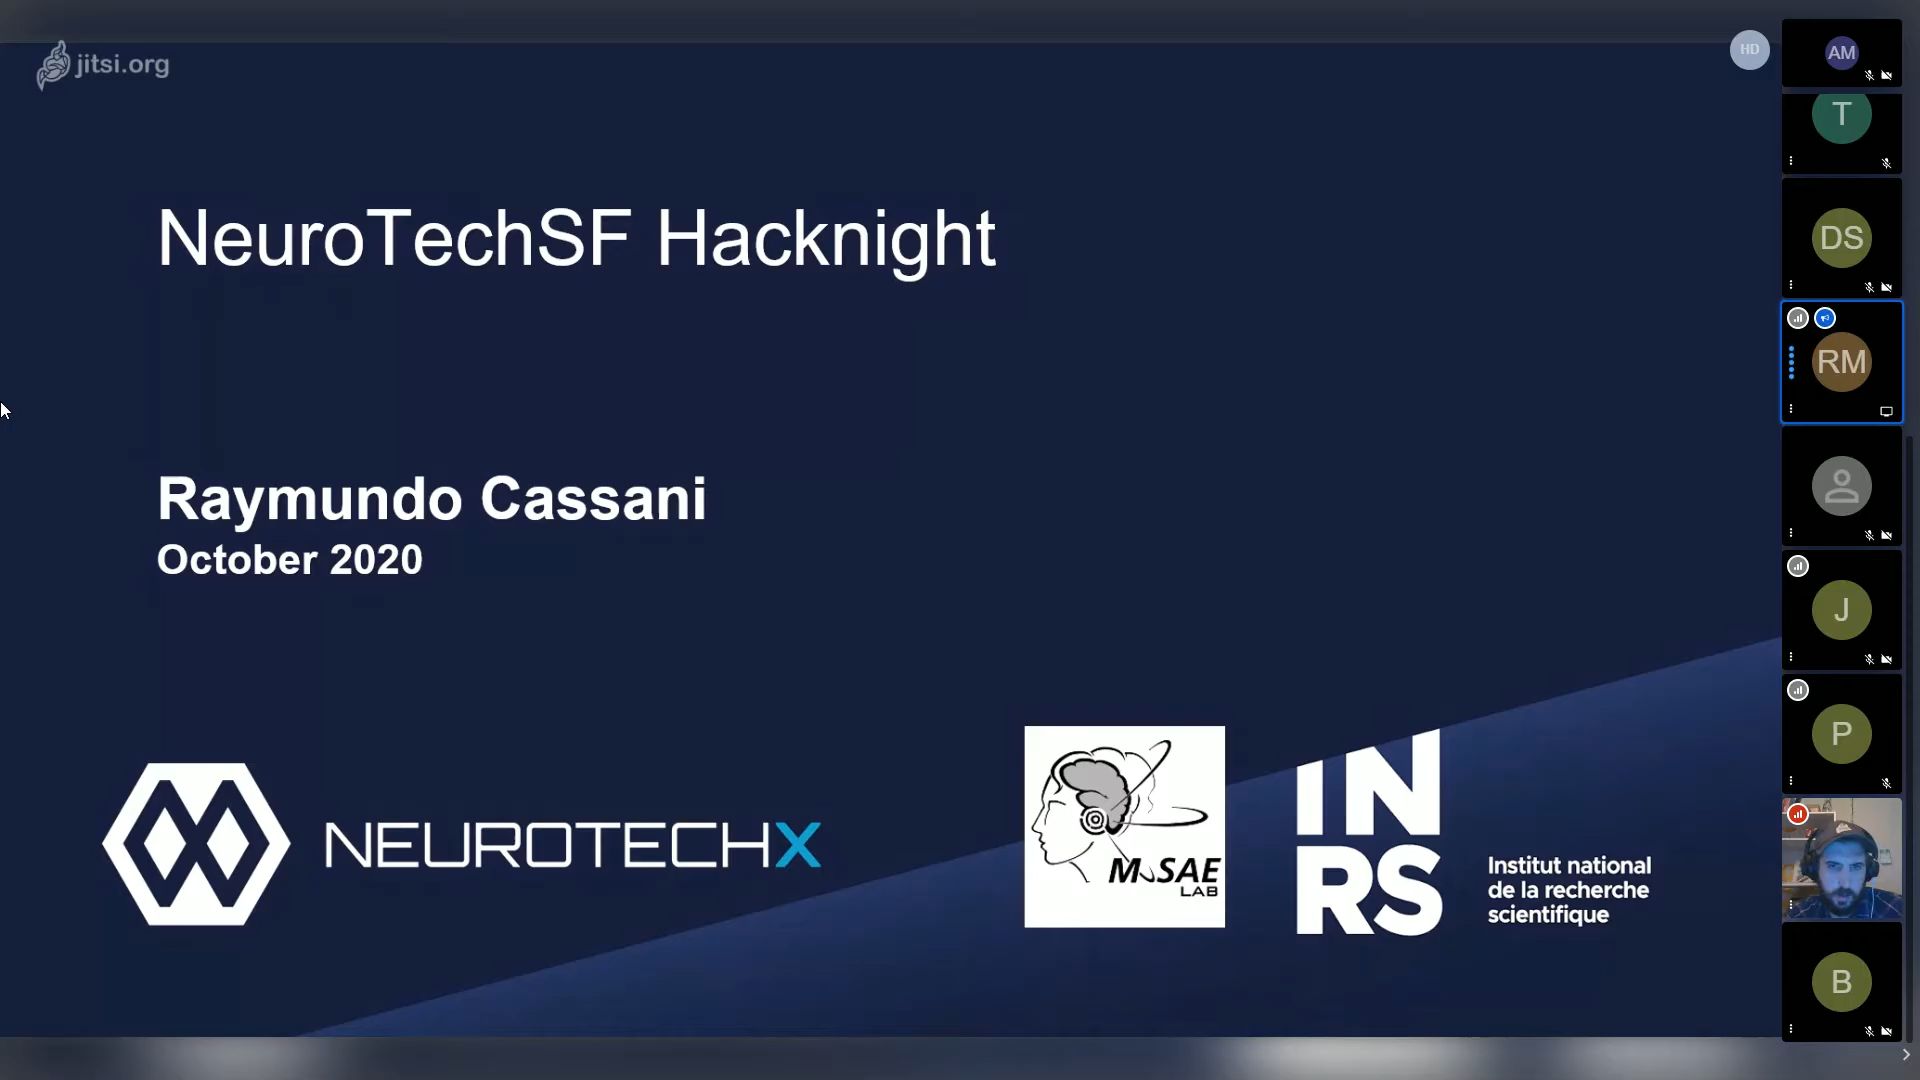 jitsi.org
HD
AM
T
NeuroTechSF Hacknight
DS
RM
Raymundo Cassani
October 2020
J
P
NEUROTECHX
MuSAE
LAB
INRS
Institut national
de la recherche
scientifique
B